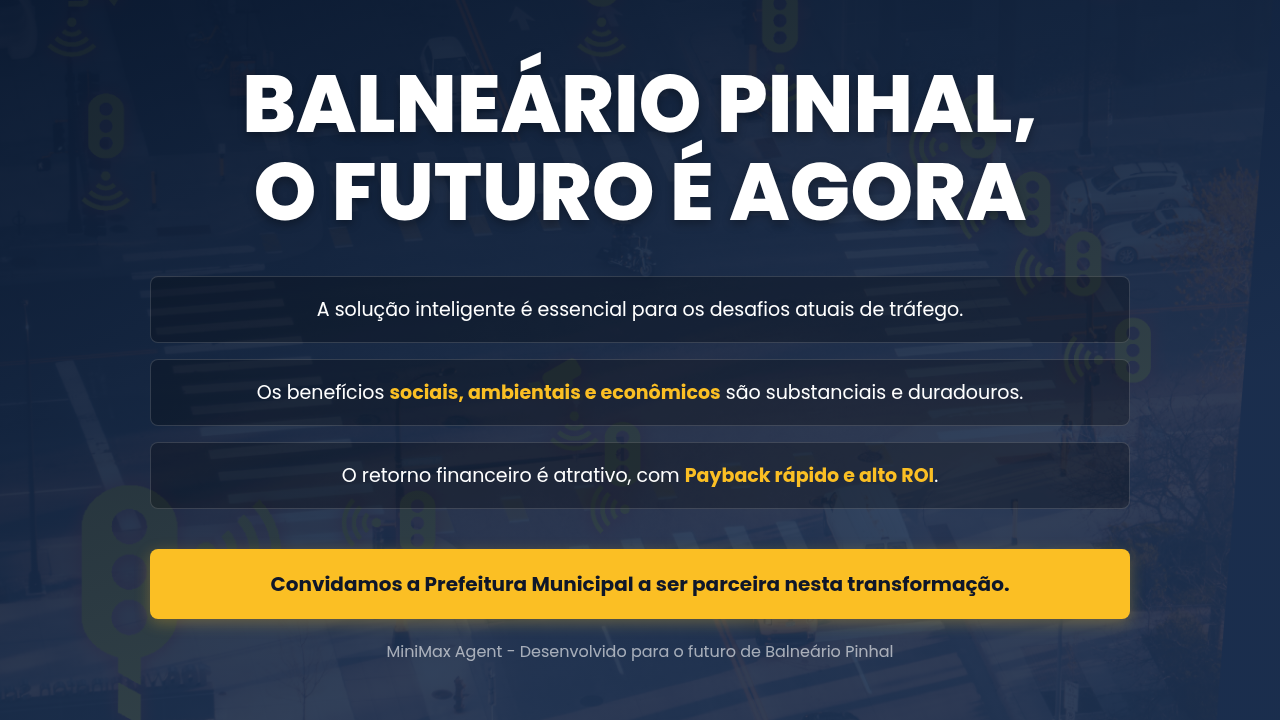 BALNEÁRIO PINHAL,
O FUTURO É AGORA
A solução inteligente é essencial para os desafios atuais de tráfego.
Os benefícios sociais, ambientais e econômicos são substanciais e duradouros.
O retorno financeiro é atrativo, com Payback rápido e alto ROI.
Convidamos a Prefeitura Municipal a ser parceira nesta transformação.
MiniMax Agent - Desenvolvido para o futuro de Balneário Pinhal